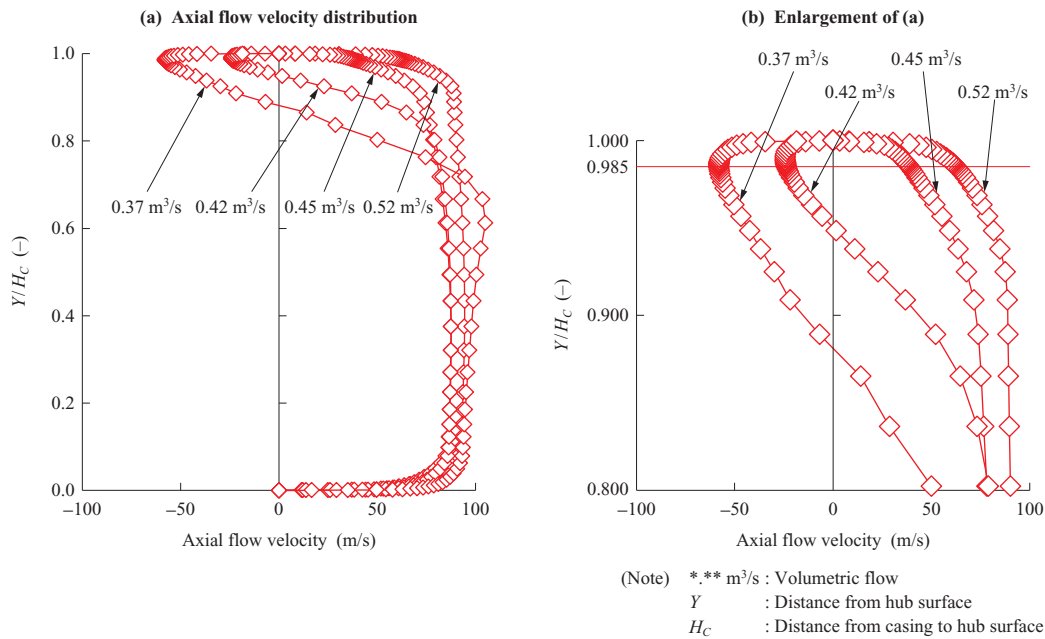 (a) Axial flow velocity distribution
1.0
0.8
0.6
0.4
0.2
0.0
Y/H_C (–)
0.37 m³/s
0.42 m³/s
0.45 m³/s
0.52 m³/s
–100
–50
0
50
100
Axial flow velocity (m/s)
(b) Enlargement of (a)
0.37 m³/s
0.45 m³/s
0.42 m³/s
0.52 m³/s
1.000
0.985
0.900
0.800
Y/H_C (–)
–100
–50
0
50
100
Axial flow velocity (m/s)
(Note) *.** m³/s : Volumetric flow
Y : Distance from hub surface
H_C : Distance from casing to hub surface